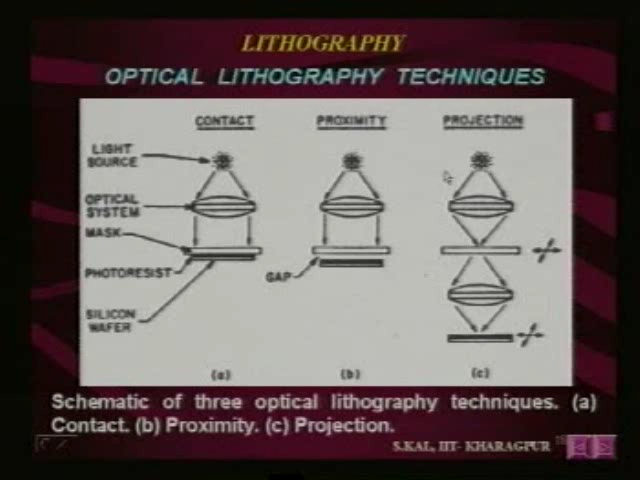 LITHOGRAPHY
OPTICAL LITHOGRAPHY TECHNIQUES
CONTACT
PROXIMITY
PROJECTION
LIGHT
SOURCE
OPTICAL
SYSTEM
MASK
PHOTORESIST
GAP
SILICON
WAFER
(a)
(b)
(c)
Schematic of three optical lithography techniques. (a)
Contact. (b) Proximity. (c) Projection.
S.KAL, IIT- KHARAGPUR